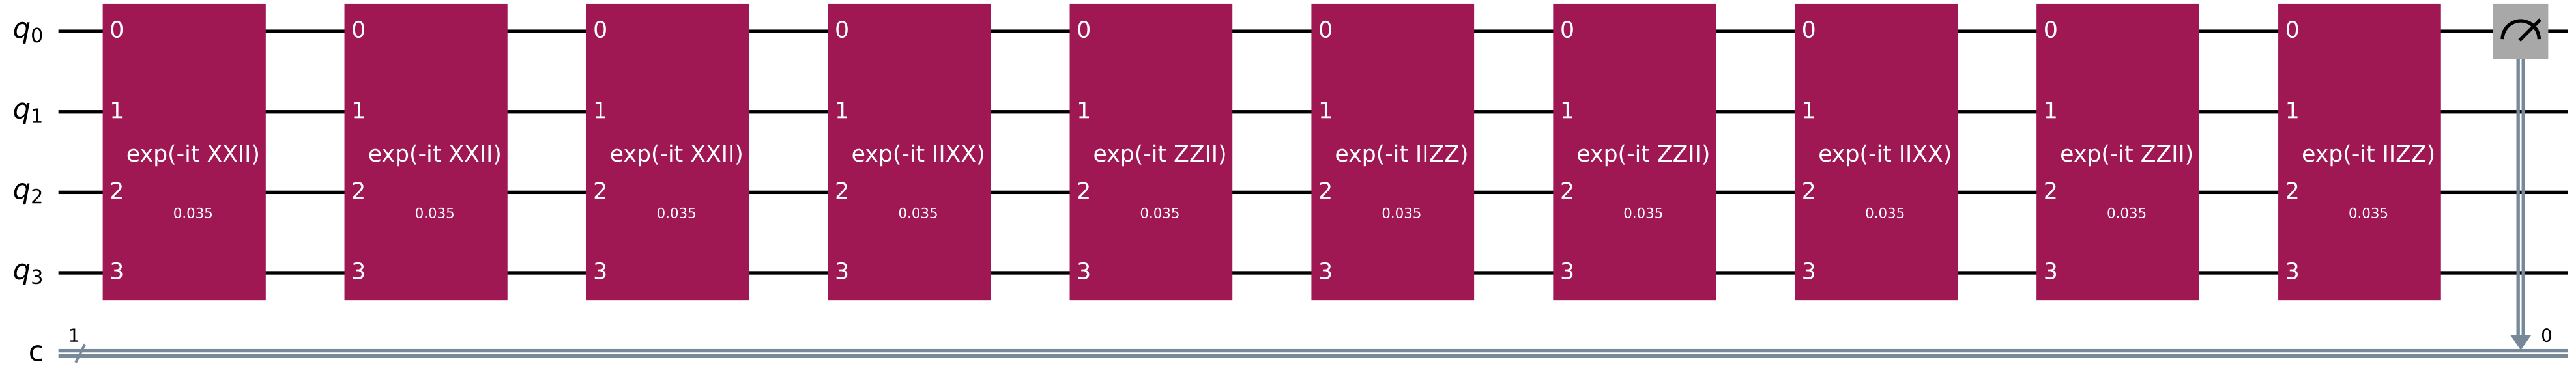 q0 0 0 0 0 0 0 0 0 0 0
q1 1 1 1 1 1 1 1 1 1 1
exp(-it XXII) exp(-it XXII) exp(-it XXII) exp(-it IIXX) exp(-it ZZII) exp(-it IIZZ) exp(-it ZZII) exp(-it IIXX) exp(-it ZZII) exp(-it IIZZ)
q2 2 2 2 2 2 2 2 2 2 2
0.035 0.035 0.035 0.035 0.035 0.035 0.035 0.035 0.035 0.035
q3 3 3 3 3 3 3 3 3 3 3
1 0
c